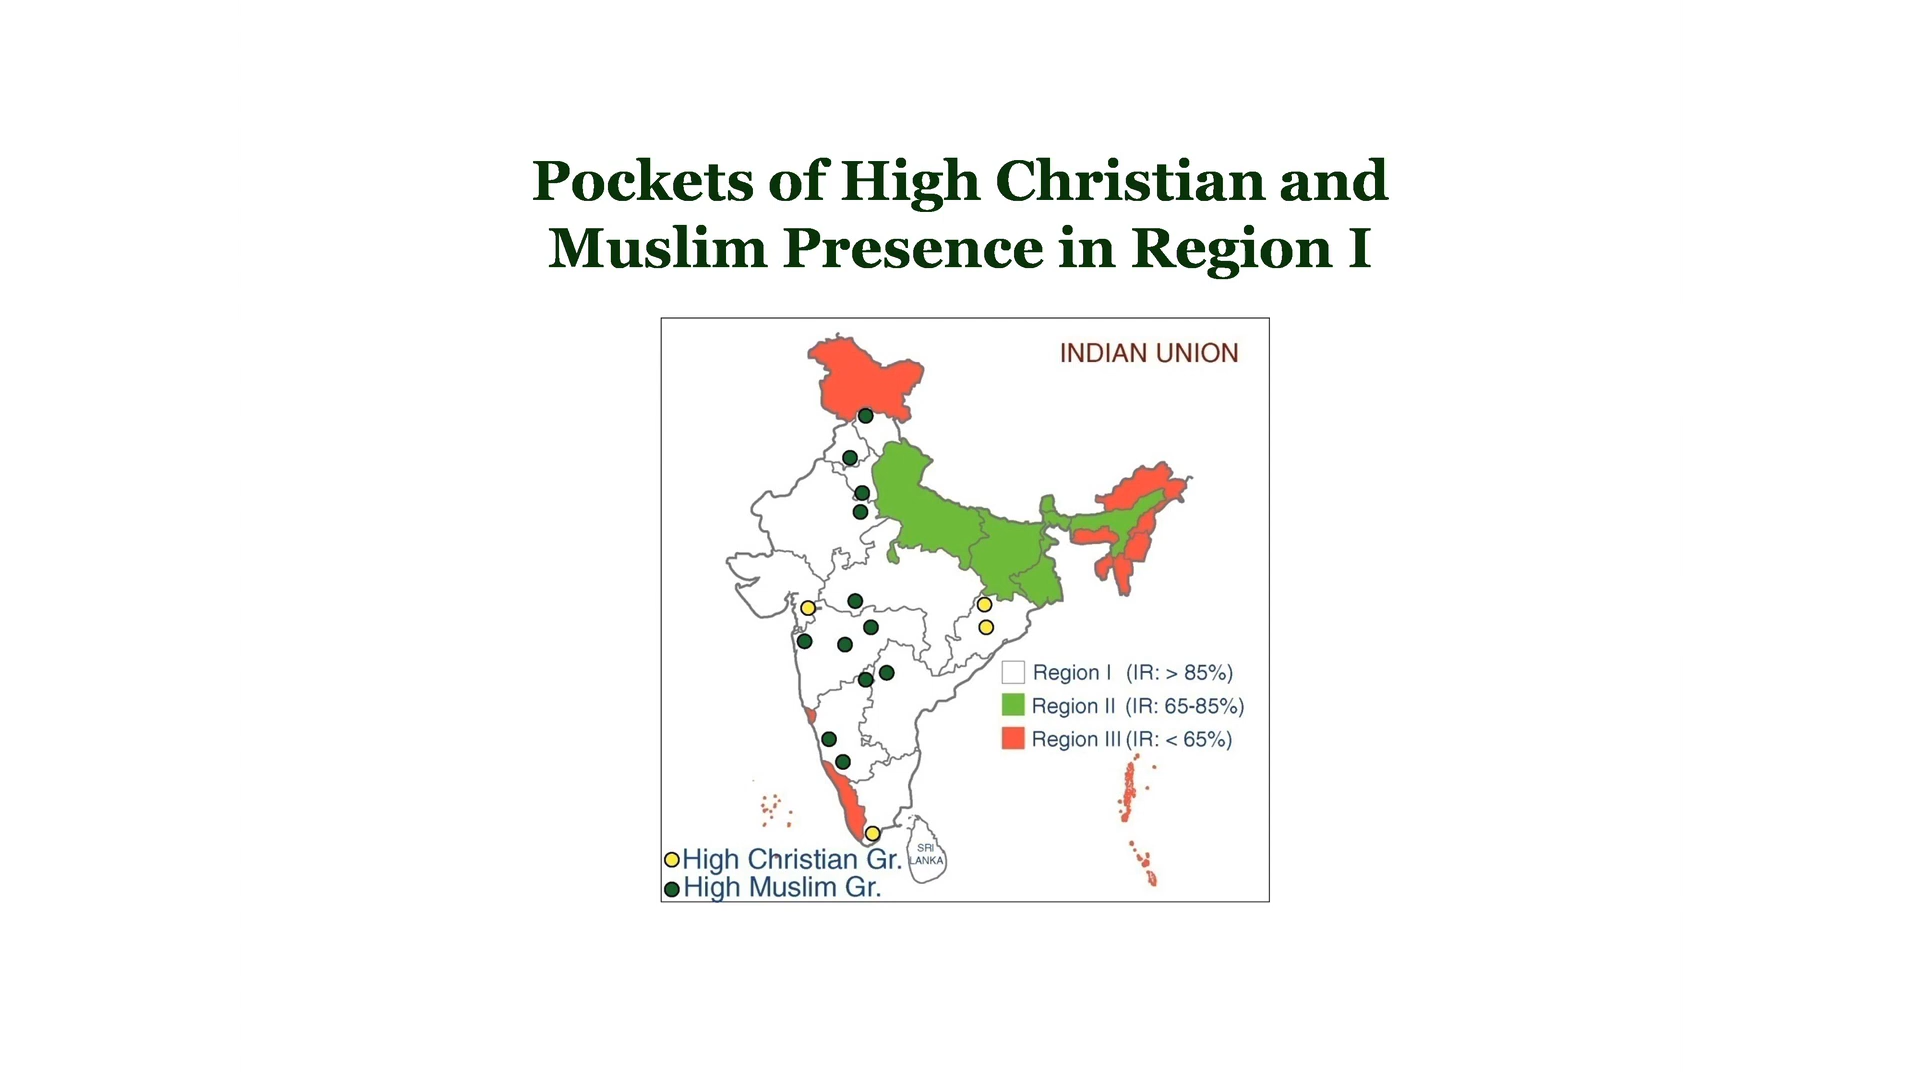 Pockets of High Christian and
Muslim Presence in Region I
INDIAN UNION
Region I (IR: > 85%)
Region II (IR: 65-85%)
Region III (IR: < 65%)
SRI
LANKA
High Christian Gr.
High Muslim Gr.